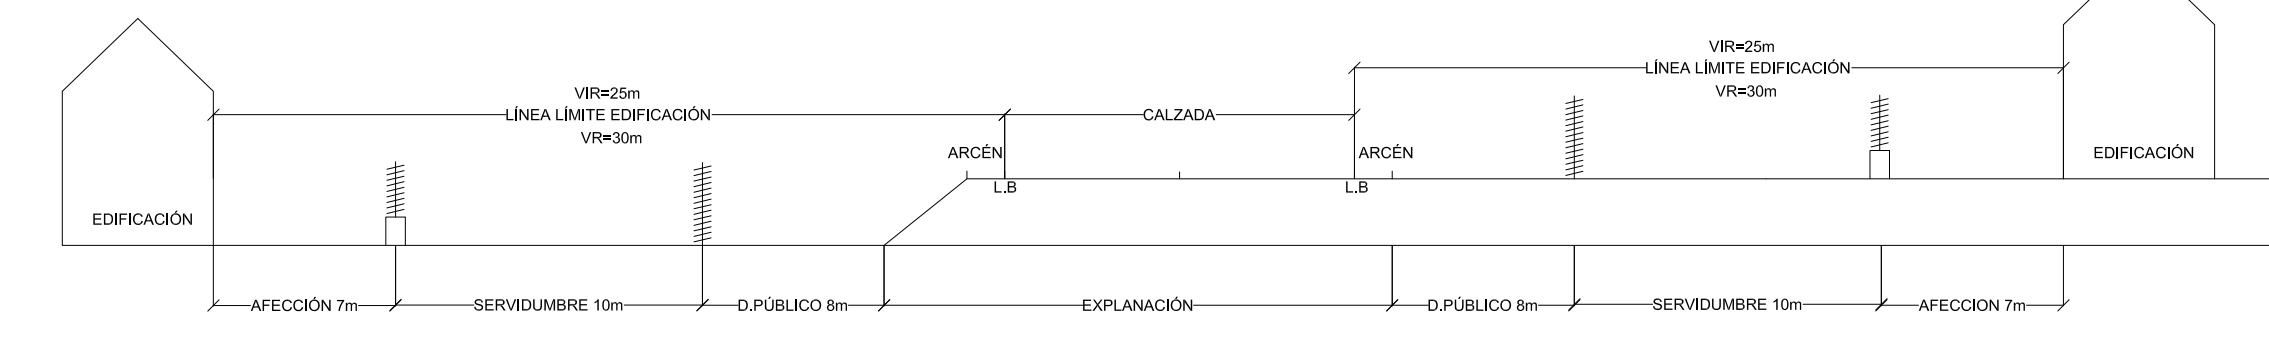 VIR=25m
LÍNEA LÍMITE EDIFICACIÓN
VR=30m
VIR=25m
LÍNEA LÍMITE EDIFICACIÓN
VR=30m
CALZADA
ARCÉN
ARCÉN
EDIFICACIÓN
L.B
L.B
EDIFICACIÓN
AFECCIÓN 7m
SERVIDUMBRE 10m
D.PÚBLICO 8m
EXPLANACIÓN
D.PÚBLICO 8m
SERVIDUMBRE 10m
AFECCION 7m